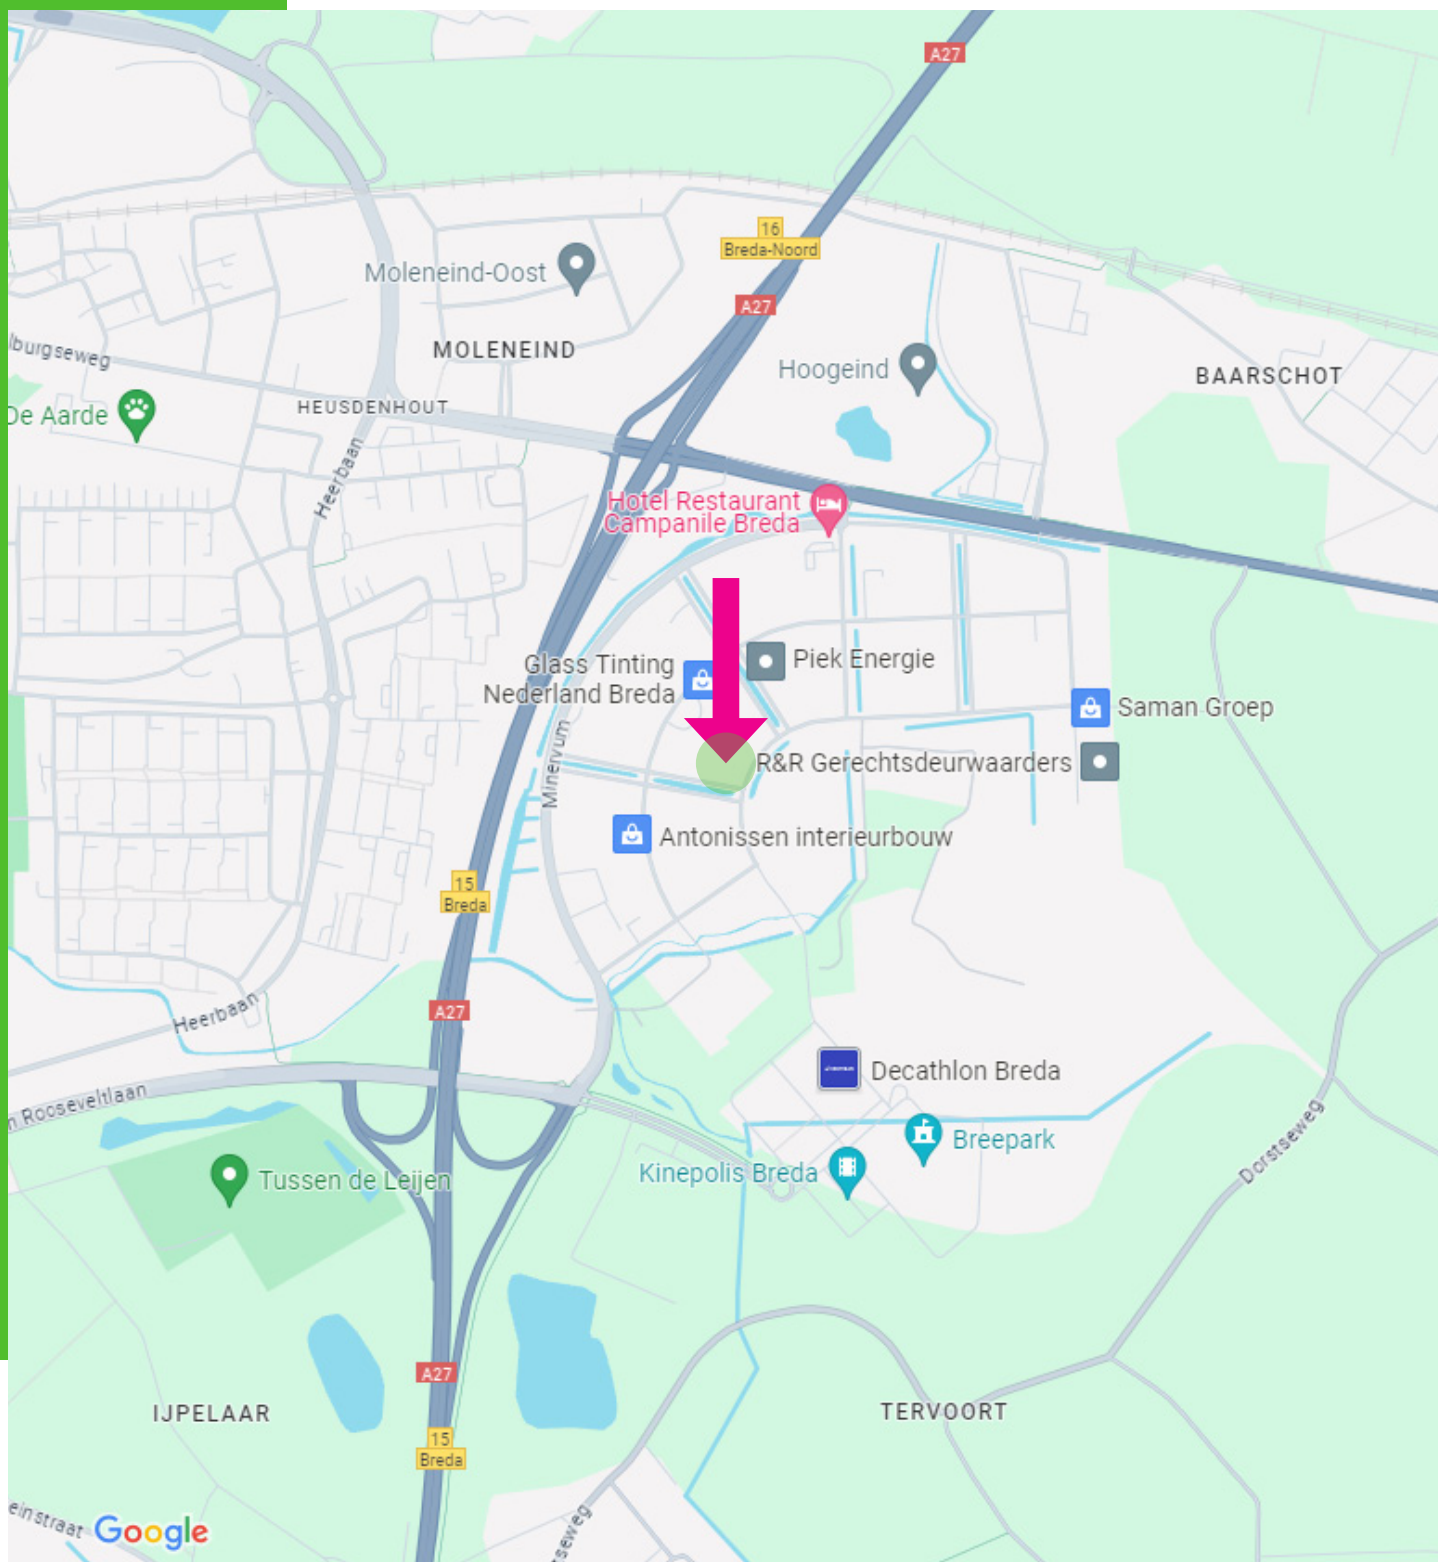 A27
16
Breda-Noord
Moleneind-Oost
A27
MOLENEIND
lburgseweg
Hoogeind
BAARSCHOT
De Aarde
HEUSDENHOUT
Heerbaan
Hotel Restaurant
Campanile Breda
Glass Tinting
Nederland Breda
Piek Energie
Saman Groep
Minervum
R&R Gerechtsdeurwaarders
Antonissen interieurbouw
15
Breda
Heerbaan
A27
Decathlon Breda
n Rooseveltlaan
Breepark
Dorstseweg
Kinepolis Breda
Tussen de Leijen
A27
IJPELAAR
TERVOORT
15
Breda
einstraat
Google
sseweg